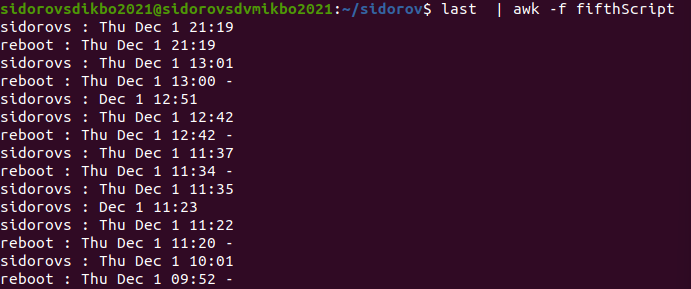 sidorovsdikbo2021@sidorovsdvmikbo2021:~/sidorov$ last  | awk -f fifthScript
sidorovs : Thu Dec 1 21:19
reboot : Thu Dec 1 21:19
sidorovs : Thu Dec 1 13:01
reboot : Thu Dec 1 13:00 -
sidorovs : Dec 1 12:51
sidorovs : Thu Dec 1 12:42
reboot : Thu Dec 1 12:42 -
sidorovs : Thu Dec 1 11:37
reboot : Thu Dec 1 11:34 -
sidorovs : Thu Dec 1 11:35
sidorovs : Dec 1 11:23
sidorovs : Thu Dec 1 11:22
reboot : Thu Dec 1 11:20 -
sidorovs : Thu Dec 1 10:01
reboot : Thu Dec 1 09:52 -